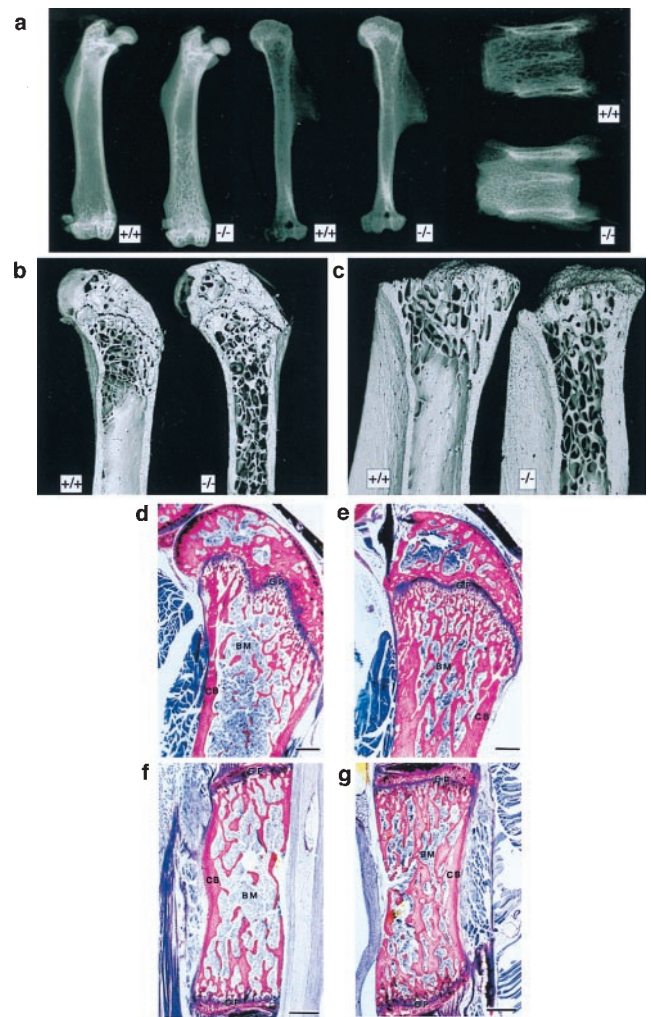 a
+/+
-/-
+/+
-/-
+/+
-/-
b
c
+/+
-/-
+/+
-/-
d
e
GP
GP
BM
BM
CB
CB
f
g
GP
GP
BM
CB
CB
BM
GP
GP